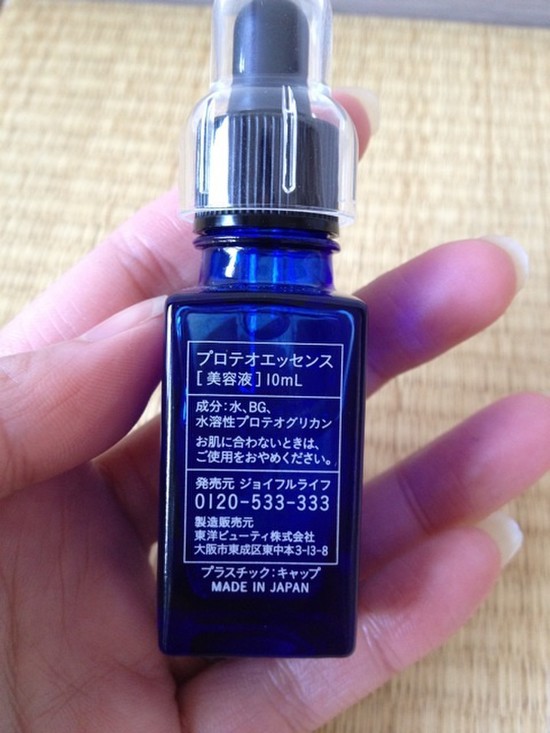 プロテオエッセンス
[美容液]10mL
成分:水、BG、
水溶性プロテオグリカン
お肌に合わないときは、
ご使用をおやめください。
発売元 ジョイフルライフ
0120-533-333
製造販売元
東洋ビューティ株式会社
大阪市東成区東中本3-13-8
プラスチック:キャップ
MADE IN JAPAN